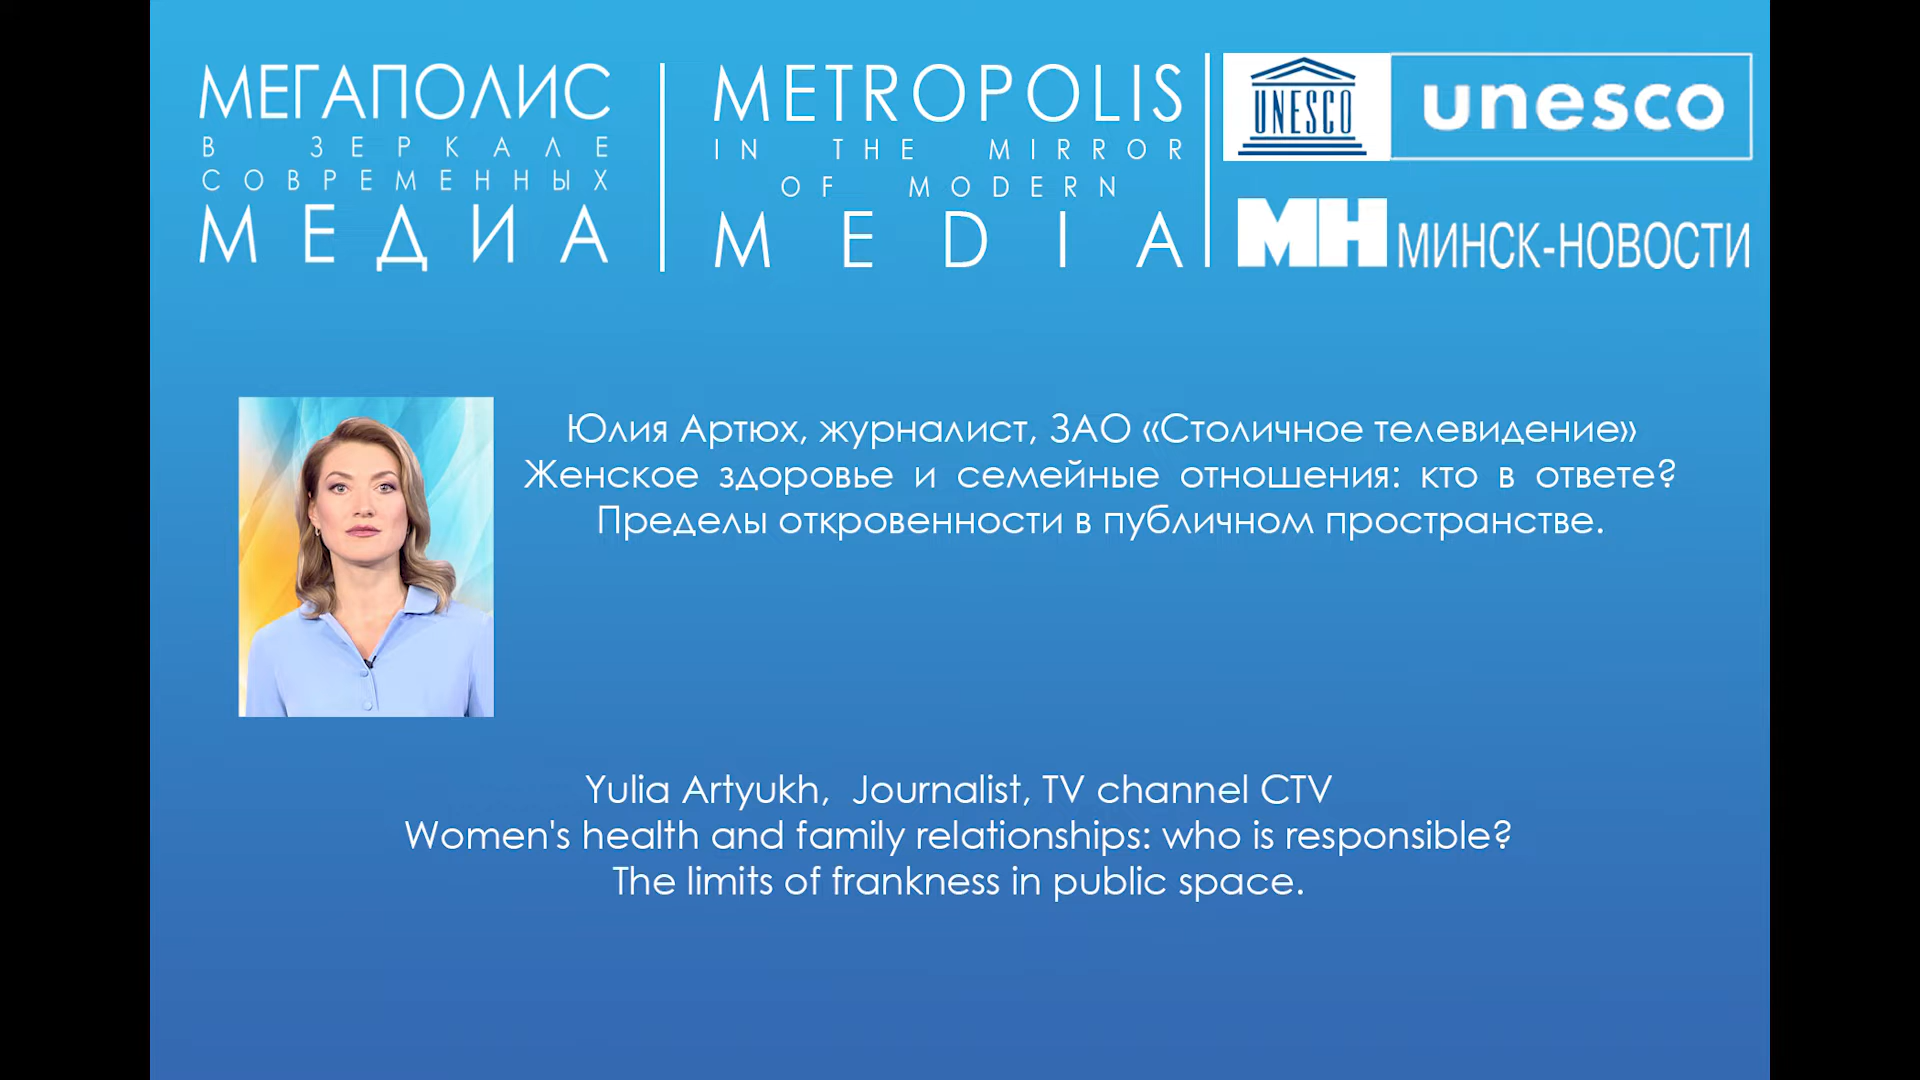 МЕГАПОЛИС
В ЗЕРКАЛЕ
СОВРЕМЕННЫХ
МЕДИА
METROPOLIS
IN THE MIRROR
OF MODERN
MEDIA
UNESCO
unesco
МН МИНСК-НОВОСТИ
Юлия Артюх, журналист, ЗАО «Столичное телевидение»
Женское здоровье и семейные отношения: кто в ответе?
Пределы откровенности в публичном пространстве.
Yulia Artyukh, Journalist, TV channel CTV
Women's health and family relationships: who is responsible?
The limits of frankness in public space.